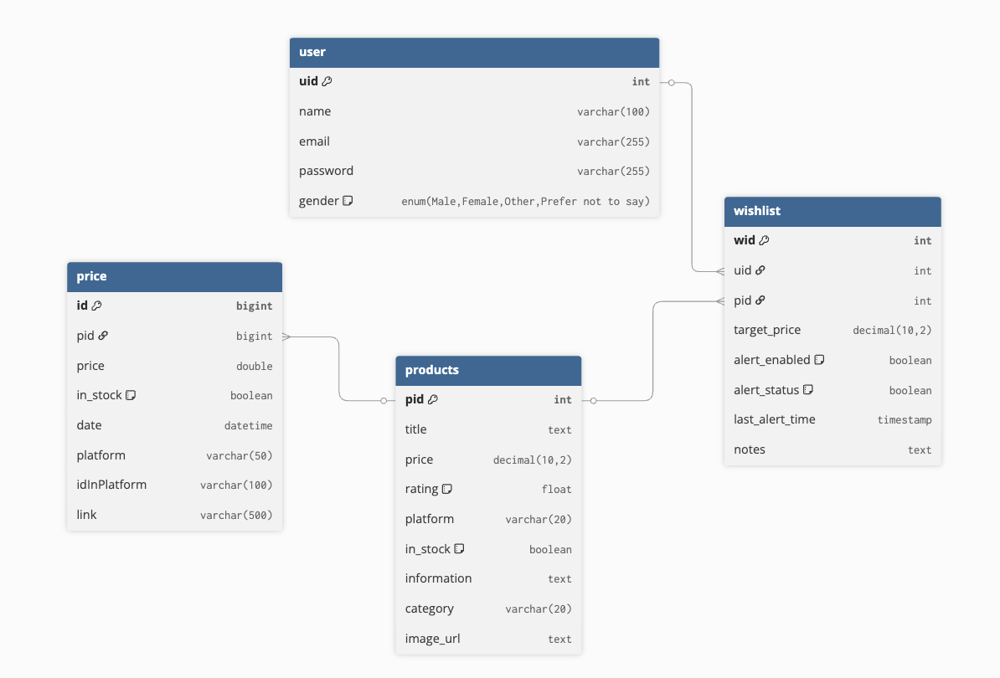 user
uid int
name varchar(100)
email varchar(255)
password varchar(255)
gender enum(Male,Female,Other,Prefer not to say)
wishlist
wid int
uid int
pid int
target_price decimal(10,2)
alert_enabled boolean
alert_status boolean
last_alert_time timestamp
notes text
price
id bigint
pid bigint
price double
in_stock boolean
date datetime
platform varchar(50)
idInPlatform varchar(100)
link varchar(500)
products
pid int
title text
price decimal(10,2)
rating float
platform varchar(20)
in_stock boolean
information text
category varchar(20)
image_url text